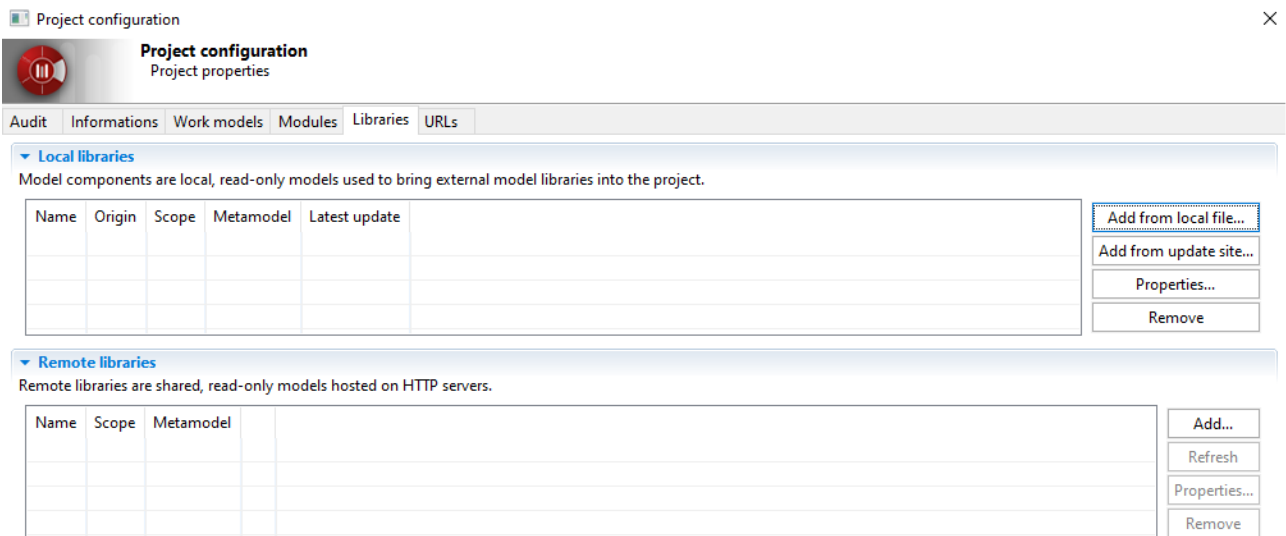 Project configuration
Project configuration
Project properties
Audit Informations Work models Modules Libraries URLs
Local libraries
Model components are local, read-only models used to bring external model libraries into the project.
Name Origin Scope Metamodel Latest update
Add from local file...
Add from update site...
Properties...
Remove
Remote libraries
Remote libraries are shared, read-only models hosted on HTTP servers.
Name Scope Metamodel
Add...
Refresh
Properties...
Remove